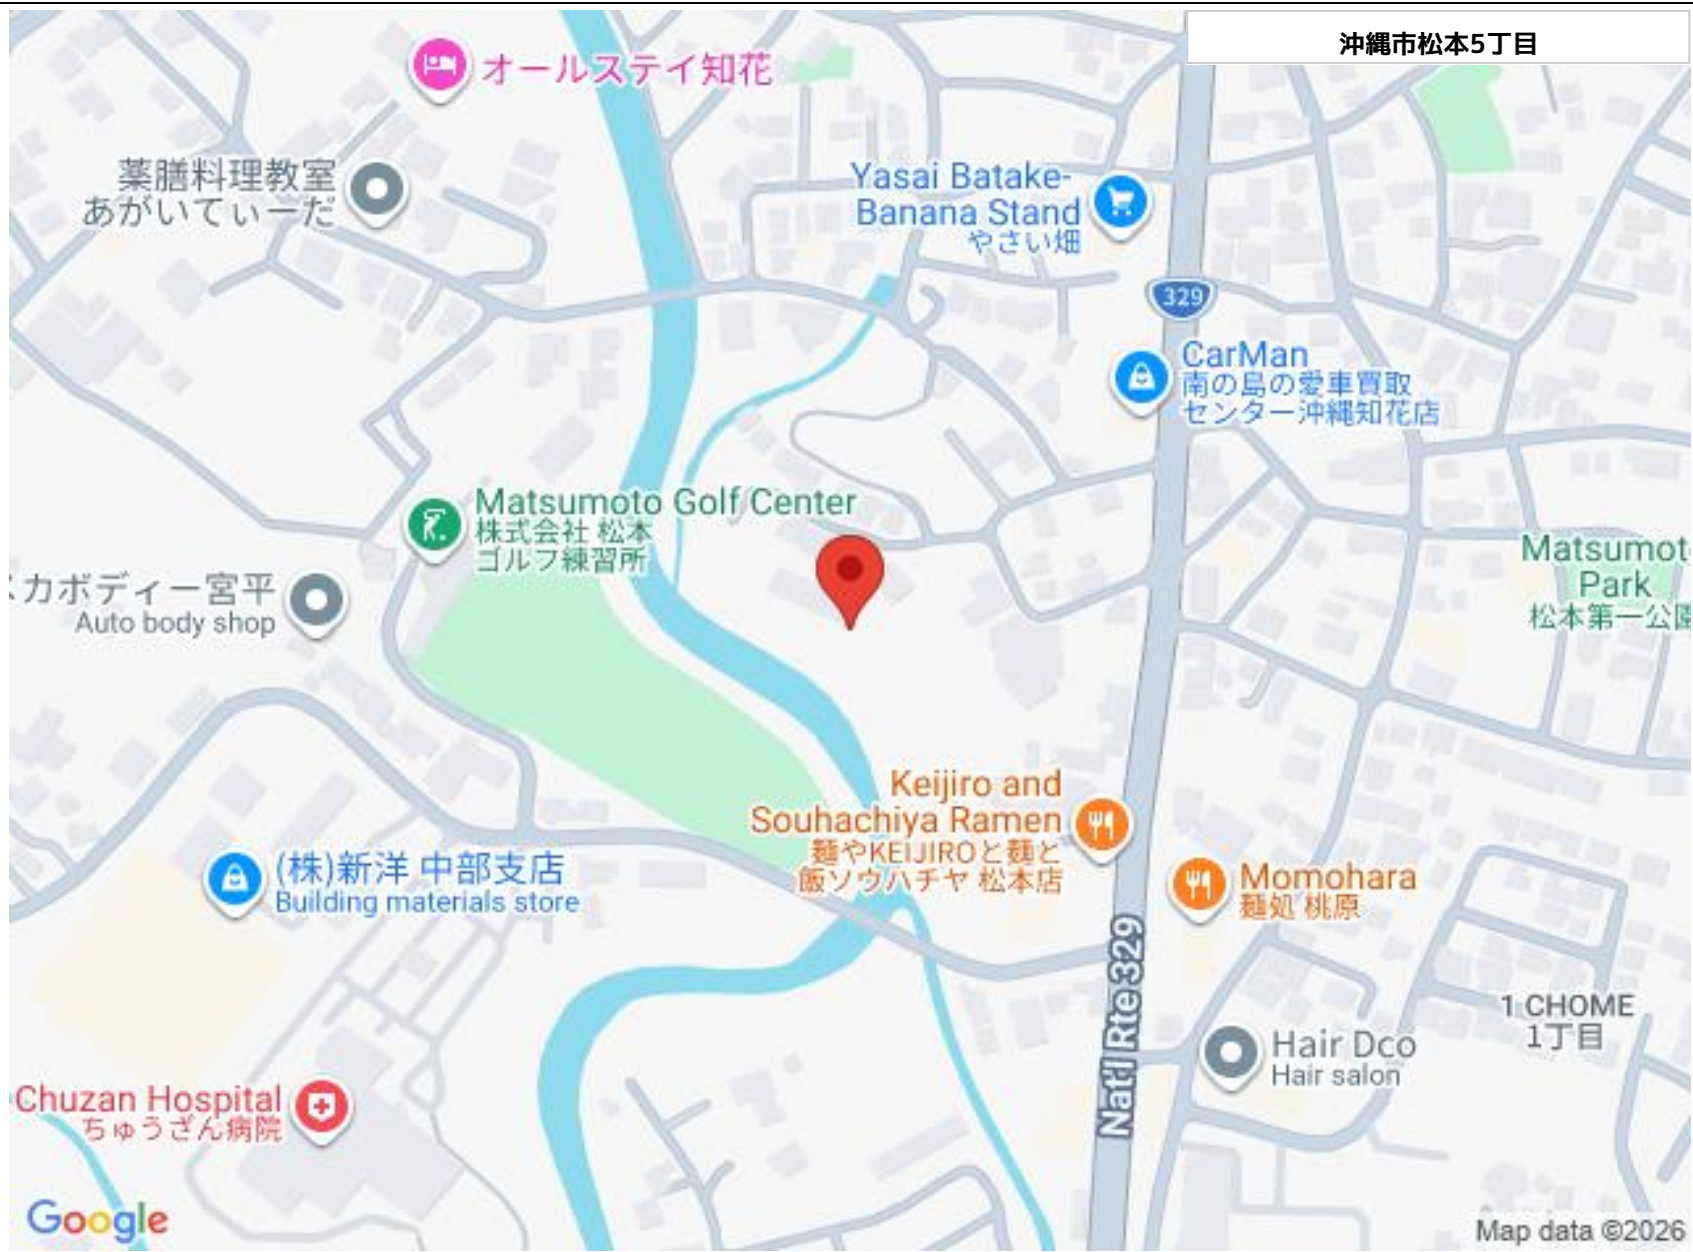 沖縄市松本5丁目
オールステイ知花
薬膳料理教室
あがいてぃーだ
Yasai Batake-
Banana Stand
やさい畑
329
CarMan
南の島の愛車買取
センター沖縄知花店
Matsumoto Golf Center
株式会社 松本
ゴルフ練習所
カボディー宮平
Auto body shop
Matsumot
Park
松本第一公園
Keijiro and
Souhachiya Ramen
麺やKEIJIROと麺と
飯ソウハチヤ 松本店
(株)新洋 中部支店
Building materials store
Momohara
麺処 桃原
Nat'l Rte 329
1 CHOME
1丁目
Hair Dco
Hair salon
Chuzan Hospital
ちゅうざん病院
Google
Map data ©2026